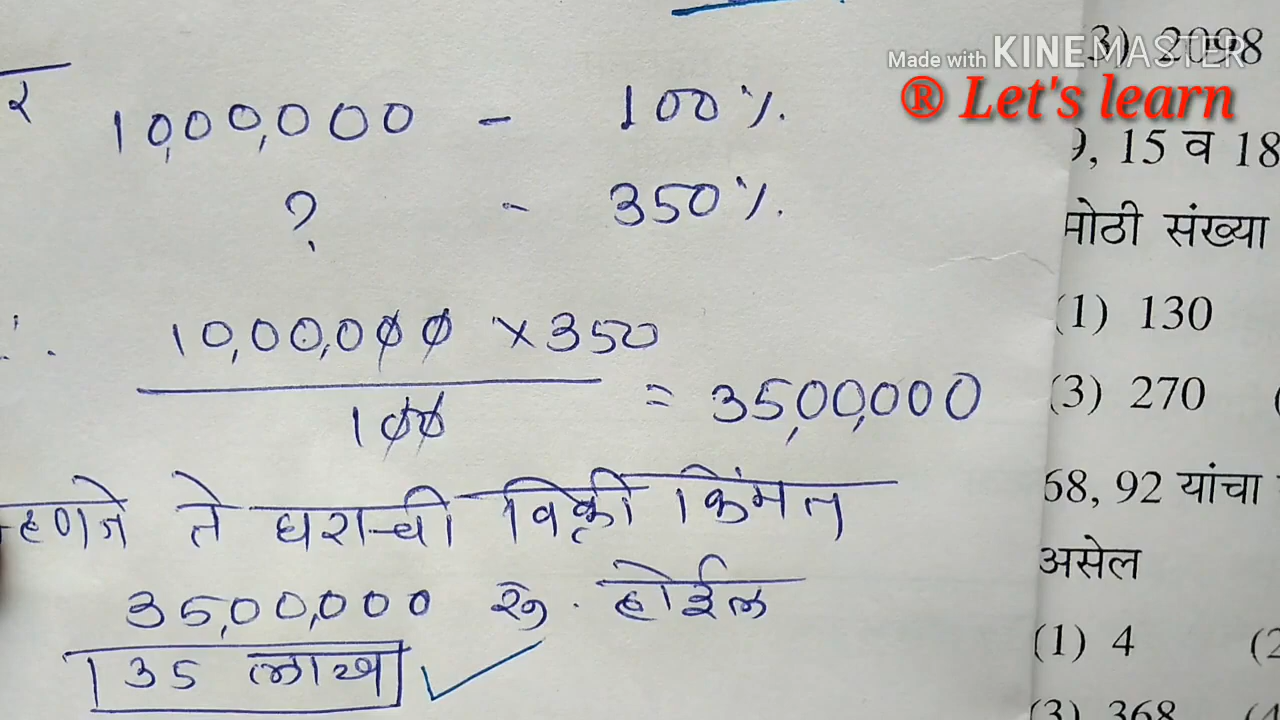 Made with KINEMASTER
® Let's learn
10,00,000 - 100%.
? - 350%.
∴ 10,00,000 × 350
100
= 35,00,000
म्हणजे ते घराची विक्री किंमत
35,00,000 रु. होईल
35 लाख
3) 2098
9, 15 व 18
मोठी संख्या
(1) 130
(3) 270
68, 92 यांचा
असेल
(1) 4
(3) 368